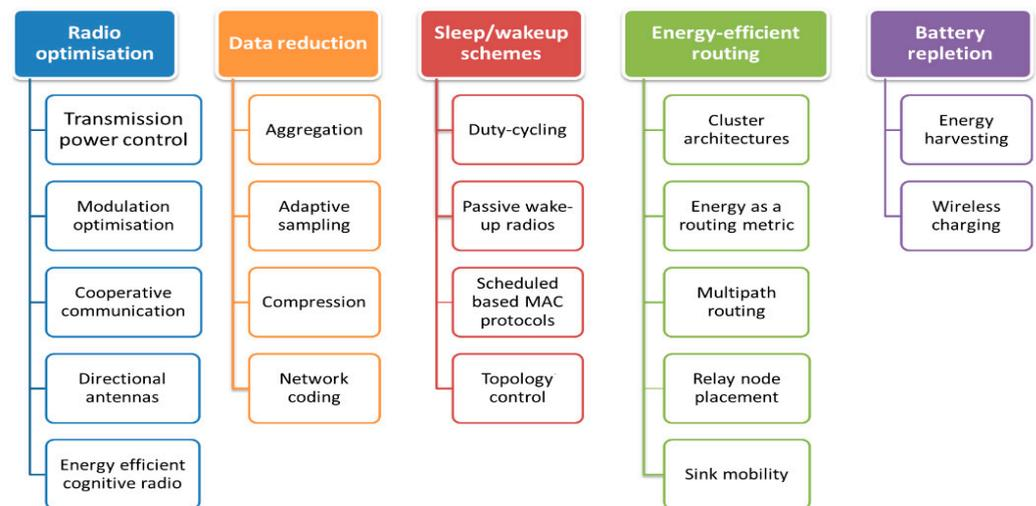 Radio
optimisation
Transmission
power control
Modulation
optimisation
Cooperative
communication
Directional
antennas
Energy efficient
cognitive radio
Data reduction
Aggregation
Adaptive
sampling
Compression
Network
coding
Sleep/wakeup
schemes
Duty-cycling
Passive wake-
up radios
Scheduled
based MAC
protocols
Topology
control
Energy-efficient
routing
Cluster
architectures
Energy as a
routing metric
Multipath
routing
Relay node
placement
Sink mobility
Battery
repletion
Energy
harvesting
Wireless
charging